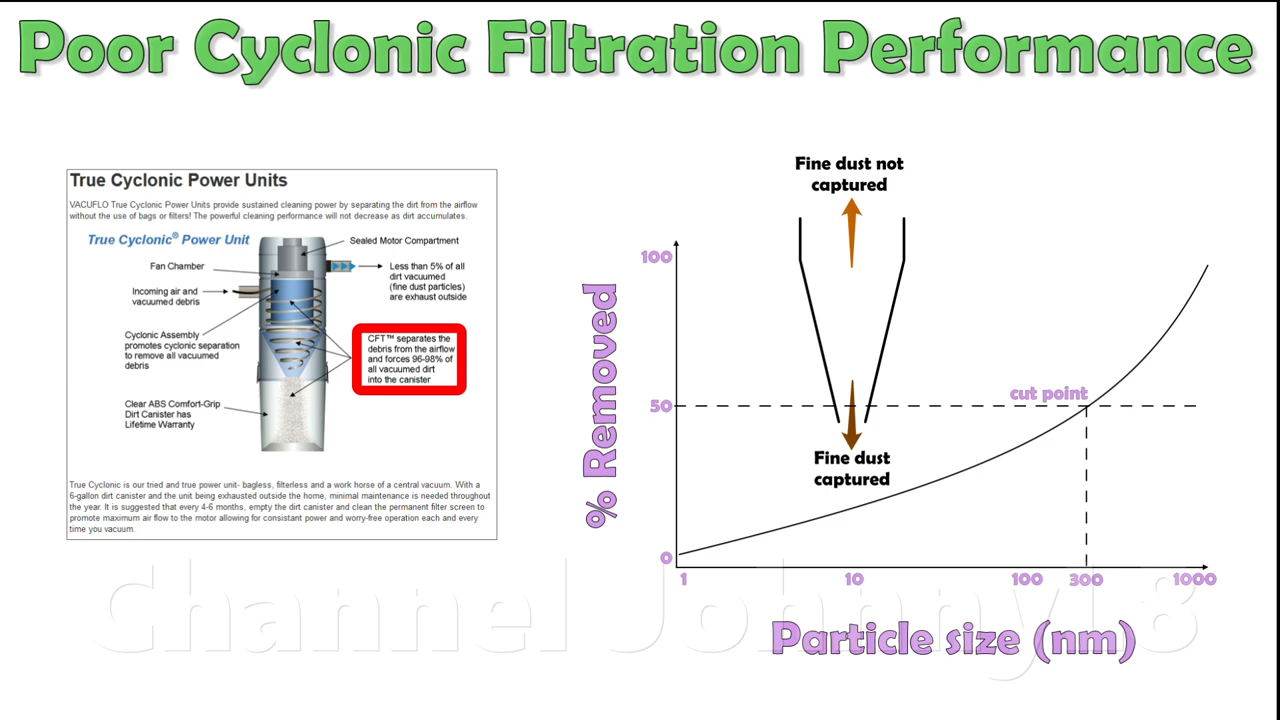 Poor Cyclonic Filtration Performance
True Cyclonic Power Units
VACUFLO True Cyclonic Power Units provide sustained cleaning power by separating the dirt from the airflow
without the use of bags or filters! The powerful cleaning performance will not decrease as dirt accumulates.
True Cyclonic® Power Unit
Sealed Motor Compartment
Fan Chamber
Less than 5% of all
dirt vacuumed
(fine dust particles)
are exhaust outside
Incoming air and
vacuumed debris
Cyclonic Assembly
promotes cyclonic separation
to remove all vacuumed
debris
CFT™ separates the
debris from the airflow
and forces 96-98% of
all vacuumed dirt
into the canister
Clear ABS Comfort-Grip
Dirt Canister has
Lifetime Warranty
True Cyclonic is our tried and true power unit- bagless, filterless and a work horse of a central vacuum. With a
6-gallon dirt canister and the unit being exhausted outside the home, minimal maintenance is needed throughout
the year. It is suggested that every 4-6 months, empty the dirt canister and clean the permanent filter screen to
promote maximum air flow to the motor allowing for consistant power and worry-free operation each and every
time you vacuum.
Fine dust not
captured
100
% Removed
cut point
50
Fine dust
captured
0
1 10 100 300 1000
Particle size (nm)
Channel Johnny18